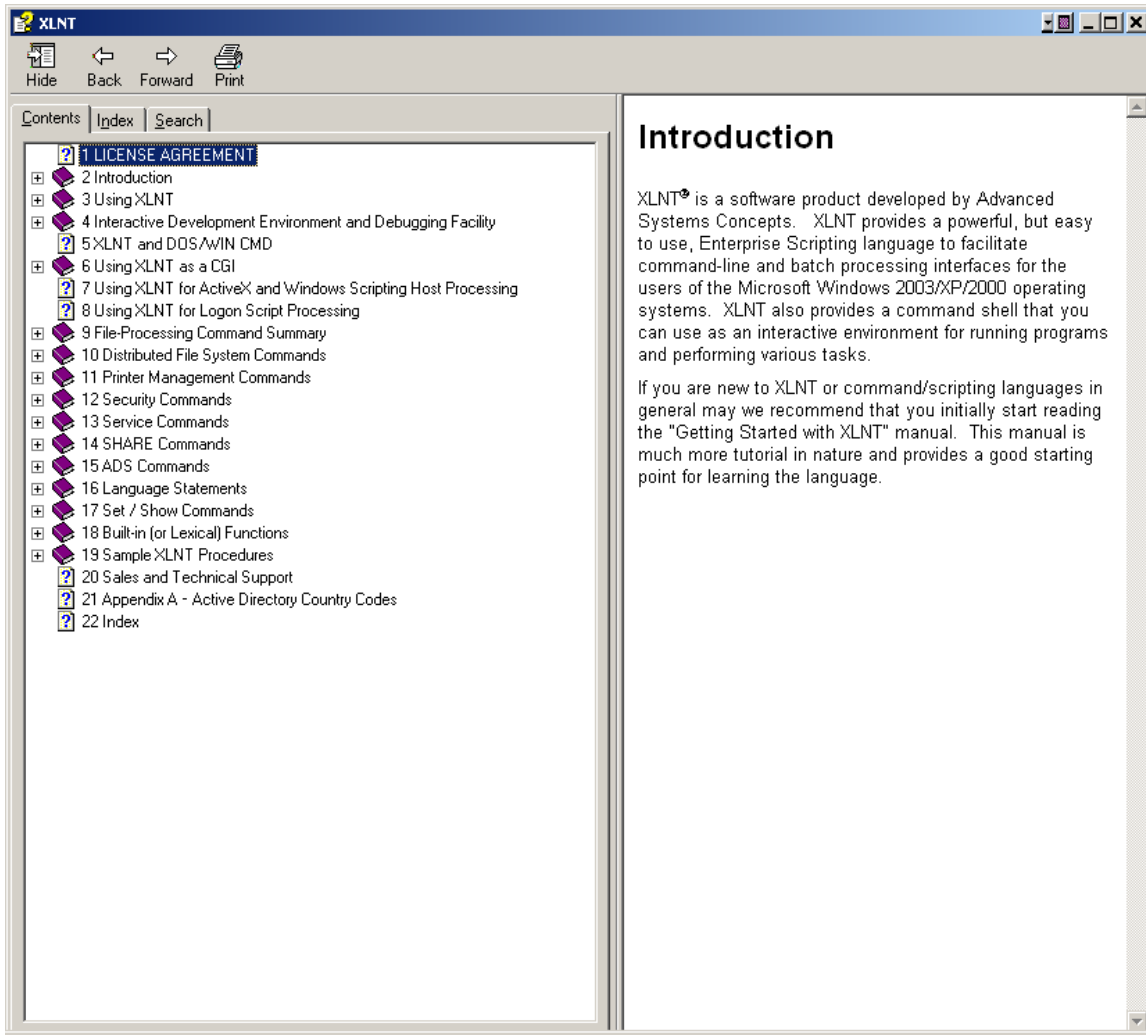 XLNT
Hide Back Forward Print
Contents Index Search
1 LICENSE AGREEMENT
2 Introduction
3 Using XLNT
4 Interactive Development Environment and Debugging Facility
5 XLNT and DOS/WIN CMD
6 Using XLNT as a CGI
7 Using XLNT for ActiveX and Windows Scripting Host Processing
8 Using XLNT for Logon Script Processing
9 File-Processing Command Summary
10 Distributed File System Commands
11 Printer Management Commands
12 Security Commands
13 Service Commands
14 SHARE Commands
15 ADS Commands
16 Language Statements
17 Set / Show Commands
18 Built-in (or Lexical) Functions
19 Sample XLNT Procedures
20 Sales and Technical Support
21 Appendix A - Active Directory Country Codes
22 Index
Introduction
XLNT® is a software product developed by Advanced
Systems Concepts. XLNT provides a powerful, but easy
to use, Enterprise Scripting language to facilitate
command-line and batch processing interfaces for the
users of the Microsoft Windows 2003/XP/2000 operating
systems. XLNT also provides a command shell that you
can use as an interactive environment for running programs
and performing various tasks.
If you are new to XLNT or command/scripting languages in
general may we recommend that you initially start reading
the "Getting Started with XLNT" manual. This manual is
much more tutorial in nature and provides a good starting
point for learning the language.